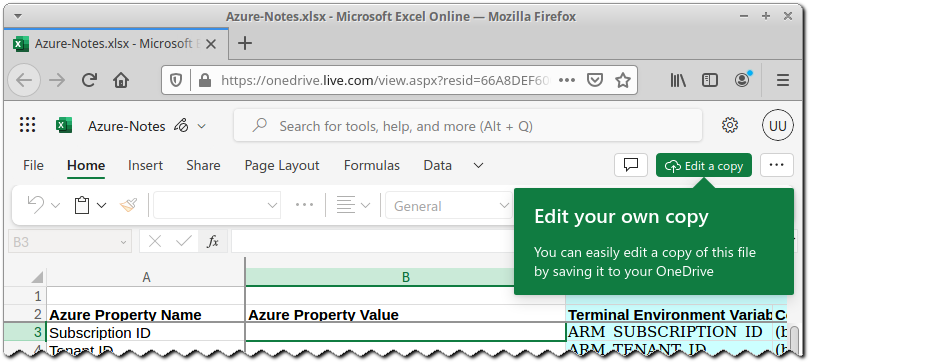 Azure-Notes.xlsx - Microsoft Excel Online — Mozilla Firefox
Azure-Notes.xlsx - Microsoft E
https://onedrive.live.com/view.aspx?resid=66A8DEF60
Azure-Notes
Search for tools, help, and more (Alt + Q)
UU
File Home Insert Share Page Layout Formulas Data
Edit a copy
General
Edit your own copy
You can easily edit a copy of this file
by saving it to your OneDrive
B3 fx
A B
1
2 Azure Property Name Azure Property Value Terminal Environment Variab
3 Subscription ID ARM_SUBSCRIPTION_ID
4 Tenant ID ARM_TENANT_ID